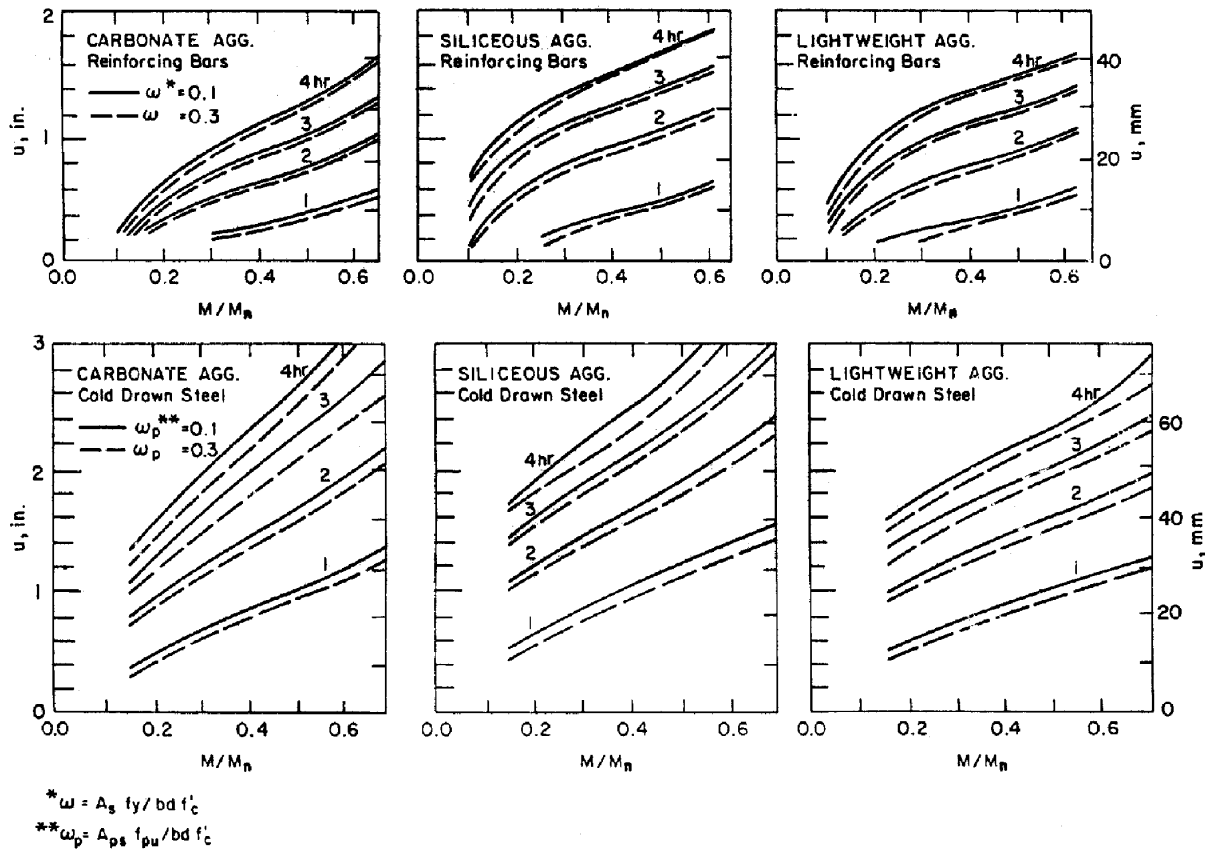 CARBONATE AGG.
Reinforcing Bars
ω* =0.1
ω =0.3
4hr
3
2
1
u, in.
2
1
0
0.0 0.2 0.4 0.6
M/Mn
SILICEOUS AGG.
Reinforcing Bars
4hr
3
2
1
0.0 0.2 0.4 0.6
M/Mn
LIGHTWEIGHT AGG.
Reinforcing Bars
4hr
3
2
1
40
20
0
u, mm
0.0 0.2 0.4 0.6
M/Mn
CARBONATE AGG.
Cold Drawn Steel
ωp** =0.1
ωp =0.3
4hr
3
2
1
u, in.
3
2
1
0
0.0 0.2 0.4 0.6
M/Mn
SILICEOUS AGG.
Cold Drawn Steel
4hr
3
2
1
0.0 0.2 0.4 0.6
M/Mn
LIGHTWEIGHT AGG.
Cold Drawn Steel
4hr
3
2
1
60
40
20
0
u, mm
0.0 0.2 0.4 0.6
M/Mn
*ω = As fy/ bd f'c
**ωp= Aps fpu/bd f'c